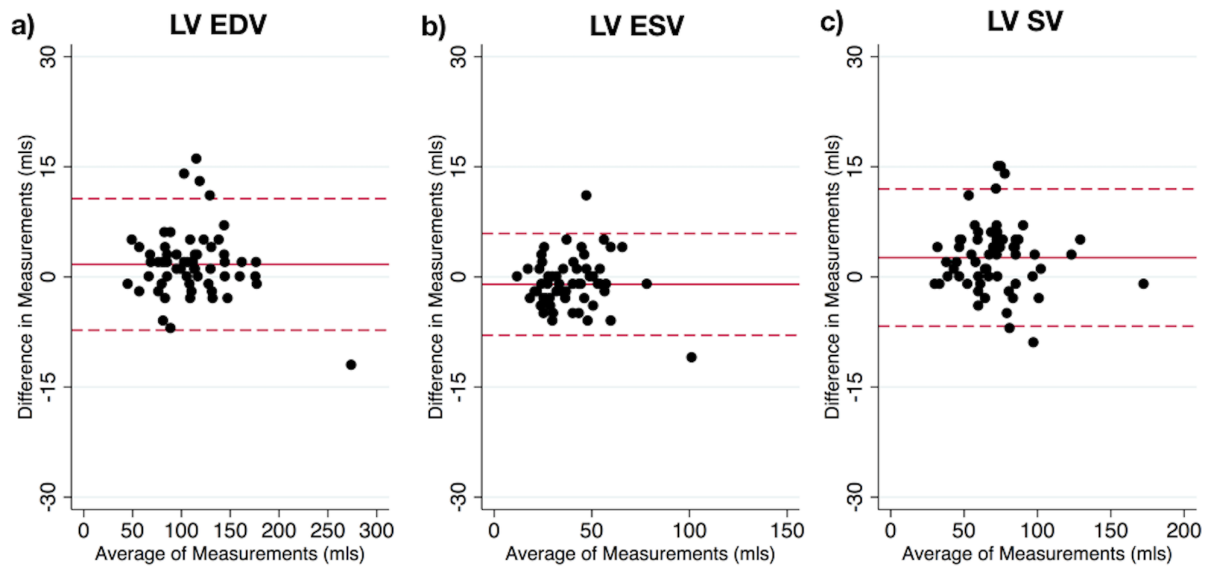 a)
LV EDV
30
15
0
-15
-30
Difference in Measurements (mls)
0 50 100 150 200 250 300
Average of Measurements (mls)
b)
LV ESV
30
15
0
-15
-30
Difference in Measurements (mls)
0 50 100 150
Average of Measurements (mls)
c)
LV SV
30
15
0
-15
-30
Difference in Measurements (mls)
0 50 100 150 200
Average of Measurements (mls)